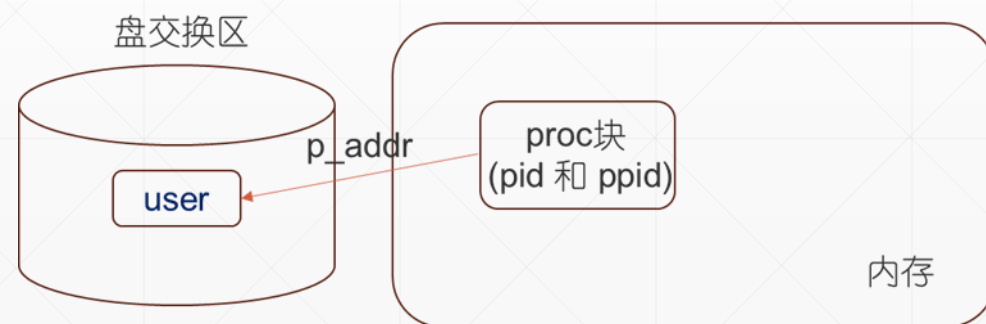 盘交换区
p_addr
proc块
(pid 和 ppid)
user
内存